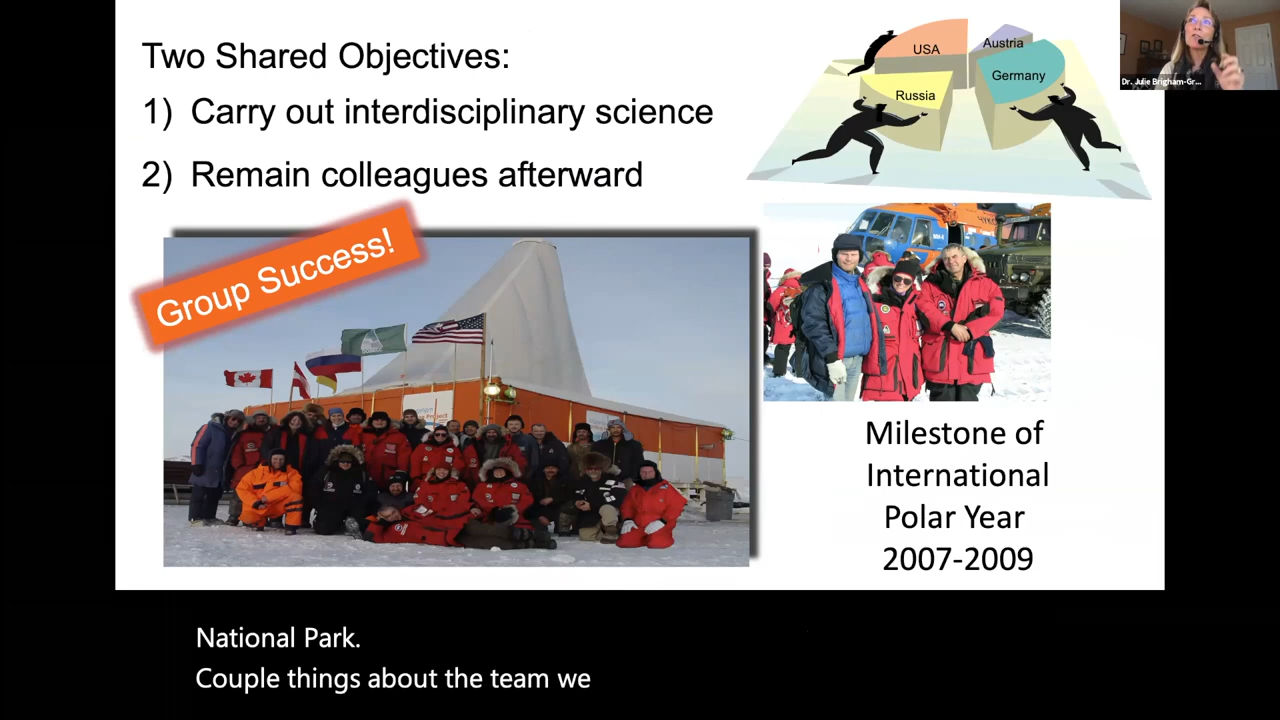 Two Shared Objectives:
1) Carry out interdisciplinary science
2) Remain colleagues afterward
USA
Austria
Germany
Russia
Dr. Julie Brigham-Gr...
Group Success!
Milestone of
International
Polar Year
2007-2009
National Park.
Couple things about the team we